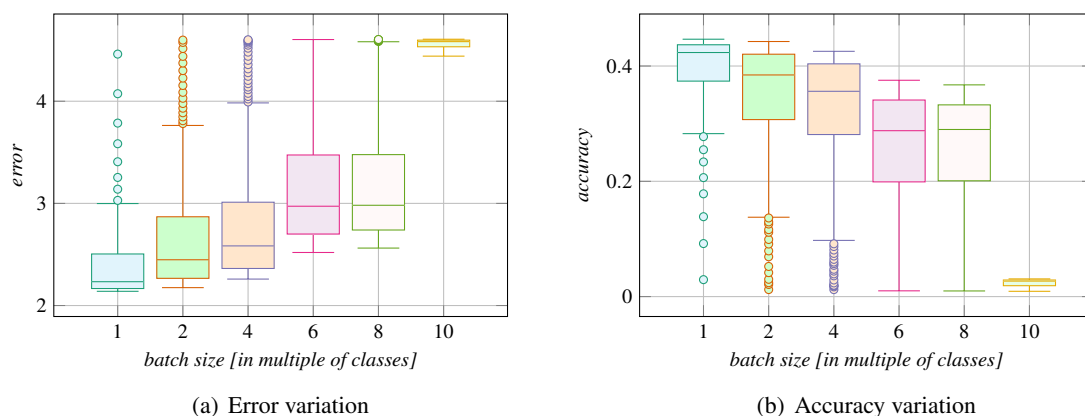 4
3
2
error
1 2 4 6 8 10
batch size [in multiple of classes]
(a) Error variation
0.4
0.2
0
accuracy
1 2 4 6 8 10
batch size [in multiple of classes]
(b) Accuracy variation